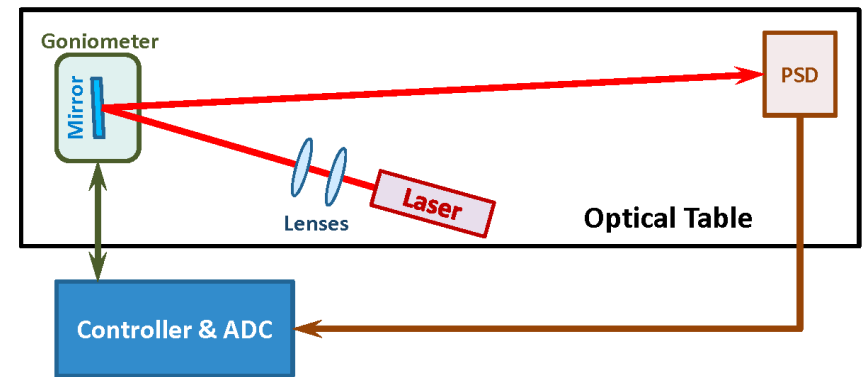 Goniometer
Mirror
PSD
Laser
Lenses
Optical Table
Controller & ADC